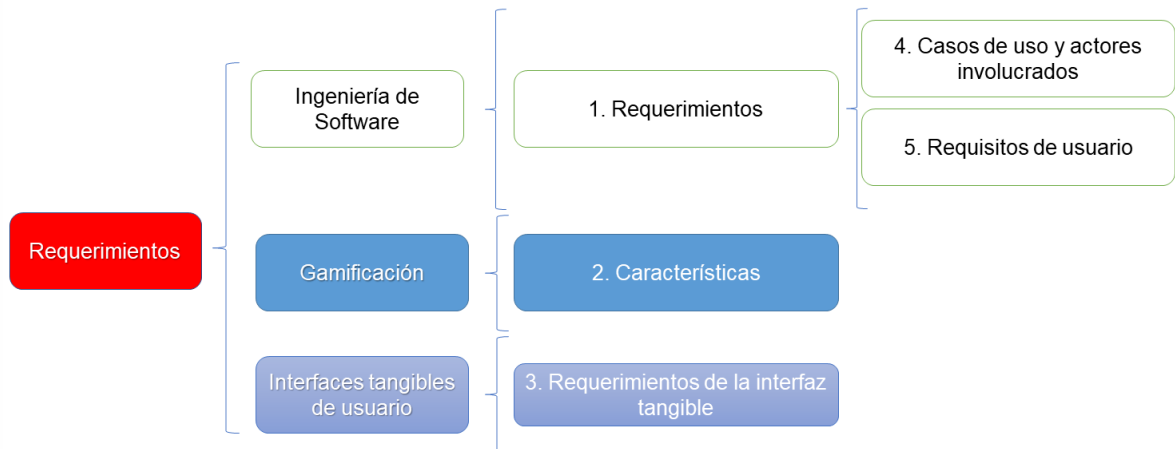 Requerimientos
Ingeniería de
Software
1. Requerimientos
4. Casos de uso y actores
involucrados
5. Requisitos de usuario
Gamificación
2. Característícas
Interfaces tangibles
de usuario
3. Requerimientos de la interfaz
tangible